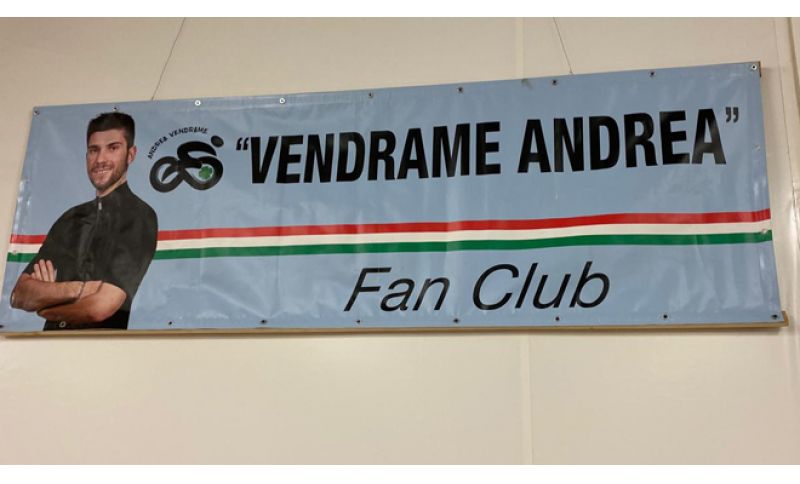 ANDREA VENDRAME
"VENDRAME ANDREA"
Fan Club